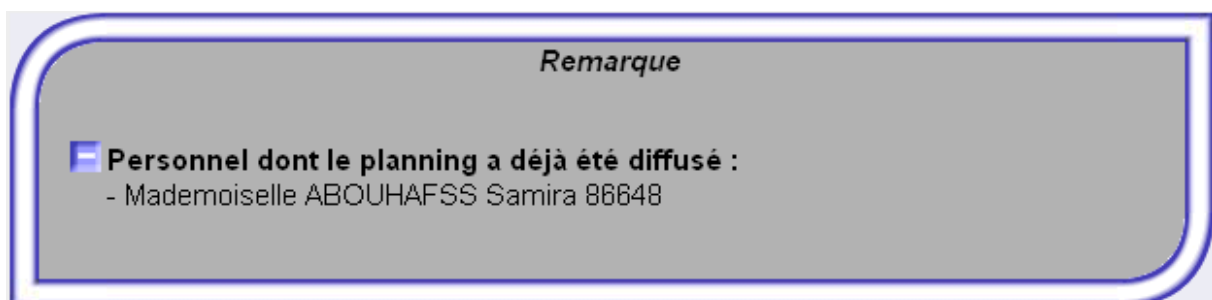 Remarque
Personnel dont le planning a déjà été diffusé :
- Mademoiselle ABOUHAFSS Samira 86648